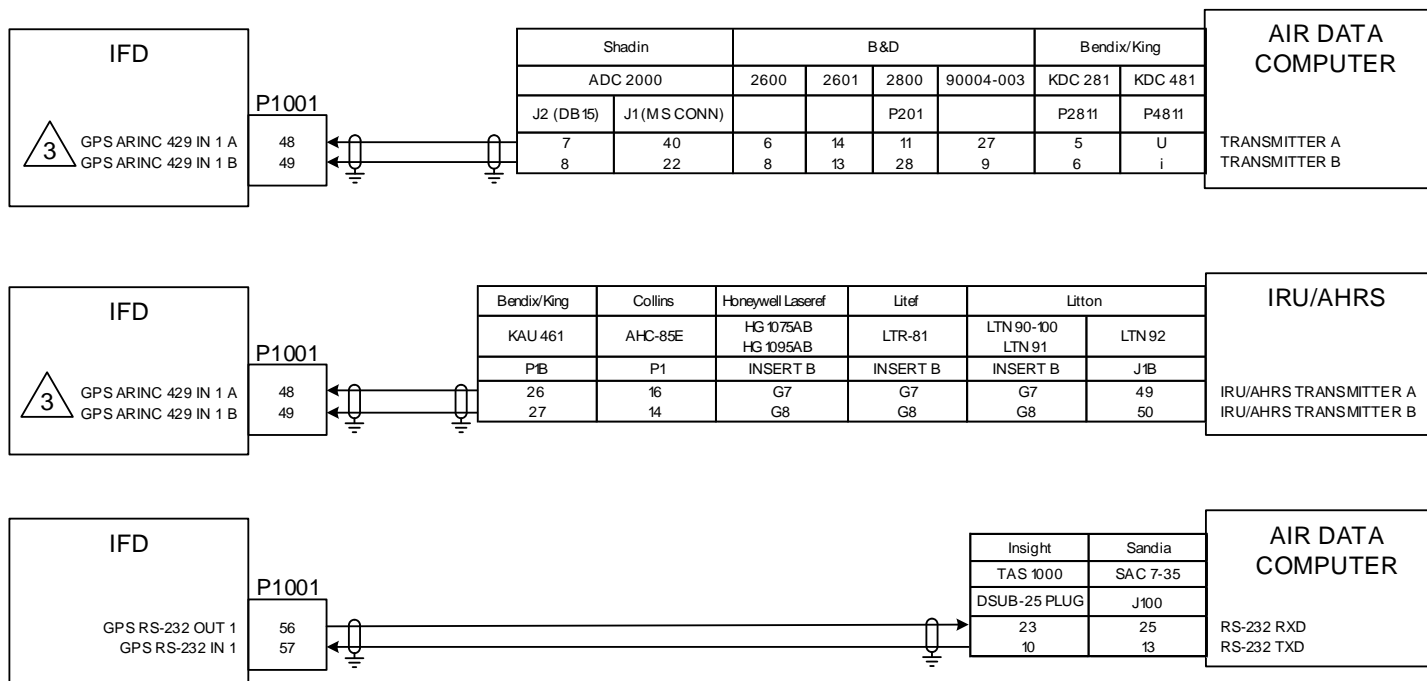 IFD
P1001
3
GPS ARINC 429 IN 1 A 48
GPS ARINC 429 IN 1 B 49
Shadin B&D Bendix/King
ADC 2000 2600 2601 2800 90004-003 KDC 281 KDC 481
J2 (DB15) J1 (MS CONN) P201 P2811 P4811
7 40 6 14 11 27 5 U
8 22 8 13 28 9 6 i
AIR DATA
COMPUTER
TRANSMITTER A
TRANSMITTER B
IFD
P1001
3
GPS ARINC 429 IN 1 A 48
GPS ARINC 429 IN 1 B 49
Bendix/King Collins Honeywell Laseref Litef Litton
KAU 461 AHC-85E HG1075AB HG1095AB LTR-81 LTN 90-100 LTN 91 LTN 92
P1B P1 INSERT B INSERT B INSERT B J1B
26 16 G7 G7 G7 49
27 14 G8 G8 G8 50
IRU/AHRS
IRU/AHRS TRANSMITTER A
IRU/AHRS TRANSMITTER B
IFD
P1001
GPS RS-232 OUT 1 56
GPS RS-232 IN 1 57
Insight Sandia
TAS 1000 SAC 7-35
DSUB-25 PLUG J100
23 25
10 13
AIR DATA
COMPUTER
RS-232 RXD
RS-232 TXD